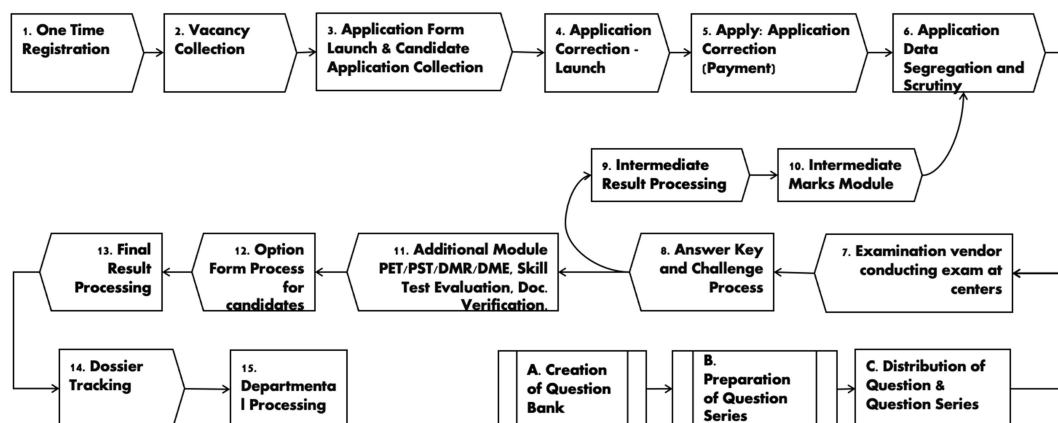 1. One Time
Registration
2. Vacancy
Collection
3. Application Form
Launch & Candidate
Application Collection
4. Application
Correction -
Launch
5. Apply: Application
Correction
(Payment)
6. Application
Data
Segregation and
Scrutiny
9. Intermediate
Result Processing
10. Intermediate
Marks Module
13. Final
Result
Processing
12. Option
Form Process
for
candidates
11. Additional Module
PET/PST/DMR/DME, Skill
Test Evaluation, Doc.
Verification.
8. Answer Key
and Challenge
Process
7. Examination vendor
conducting exam at
centers
14. Dossier
Tracking
15.
Departmenta
l Processing
A. Creation
of Question
Bank
B.
Preparation
of Question
Series
C. Distribution of
Question &
Question Series